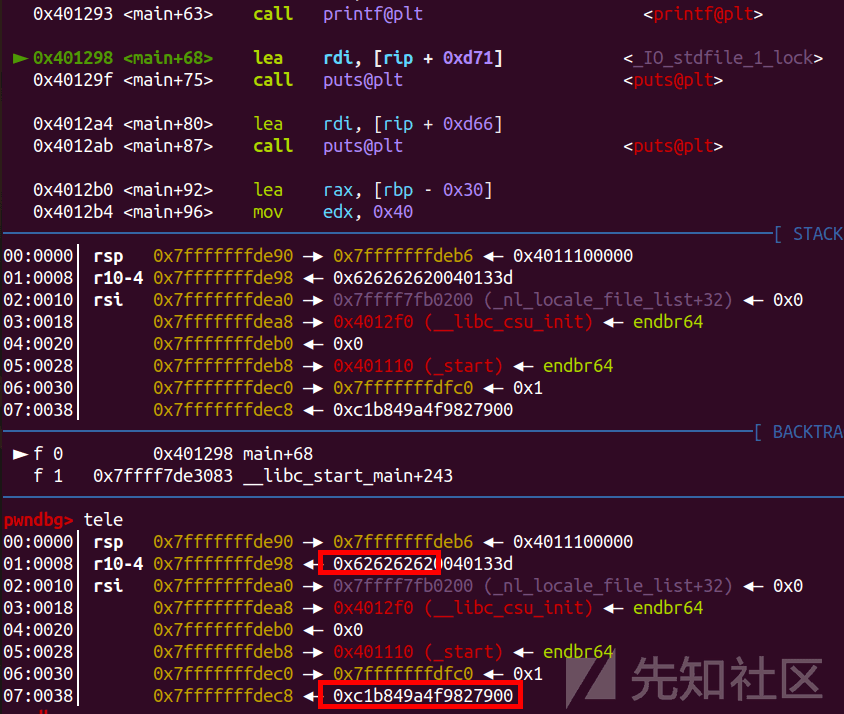 0x401293 <main+63> call printf@plt <printf@plt>
► 0x401298 <main+68> lea rdi, [rip + 0xd71] <_IO_stdfile_1_lock>
0x40129f <main+75> call puts@plt <puts@plt>
0x4012a4 <main+80> lea rdi, [rip + 0xd66]
0x4012ab <main+87> call puts@plt <puts@plt>
0x4012b0 <main+92> lea rax, [rbp - 0x30]
0x4012b4 <main+96> mov edx, 0x40
[ STACK
00:0000│ rsp 0x7fffffffde90 —▸ 0x7fffffffdeb6 ◂— 0x4011100000
01:0008│ r10-4 0x7fffffffde98 ◂— 0x626262620040133d
02:0010│ rsi 0x7fffffffdea0 —▸ 0x7ffff7fb0200 (_nl_locale_file_list+32) ◂— 0x0
03:0018│ 0x7fffffffdea8 —▸ 0x4012f0 (__libc_csu_init) ◂— endbr64
04:0020│ 0x7fffffffdeb0 ◂— 0x0
05:0028│ 0x7fffffffdeb8 —▸ 0x401110 (_start) ◂— endbr64
06:0030│ 0x7fffffffdec0 —▸ 0x7fffffffdfc0 ◂— 0x1
07:0038│ 0x7fffffffdec8 ◂— 0xc1b849a4f9827900
[ BACKTRA
► f 0 0x401298 main+68
f 1 0x7ffff7de3083 __libc_start_main+243
pwndbg> tele
00:0000│ rsp 0x7fffffffde90 —▸ 0x7fffffffdeb6 ◂— 0x4011100000
01:0008│ r10-4 0x7fffffffde98 ◂— 0x626262620040133d
02:0010│ rsi 0x7fffffffdea0 —▸ 0x7ffff7fb0200 (_nl_locale_file_list+32) ◂— 0x0
03:0018│ 0x7fffffffdea8 —▸ 0x4012f0 (__libc_csu_init) ◂— endbr64
04:0020│ 0x7fffffffdeb0 ◂— 0x0
05:0028│ 0x7fffffffdeb8 —▸ 0x401110 (_start) ◂— endbr64
06:0030│ 0x7fffffffdec0 —▸ 0x7fffffffdfc0 ◂— 0x1
07:0038│ 0x7fffffffdec8 ◂— 0xc1b849a4f9827900
先知社区